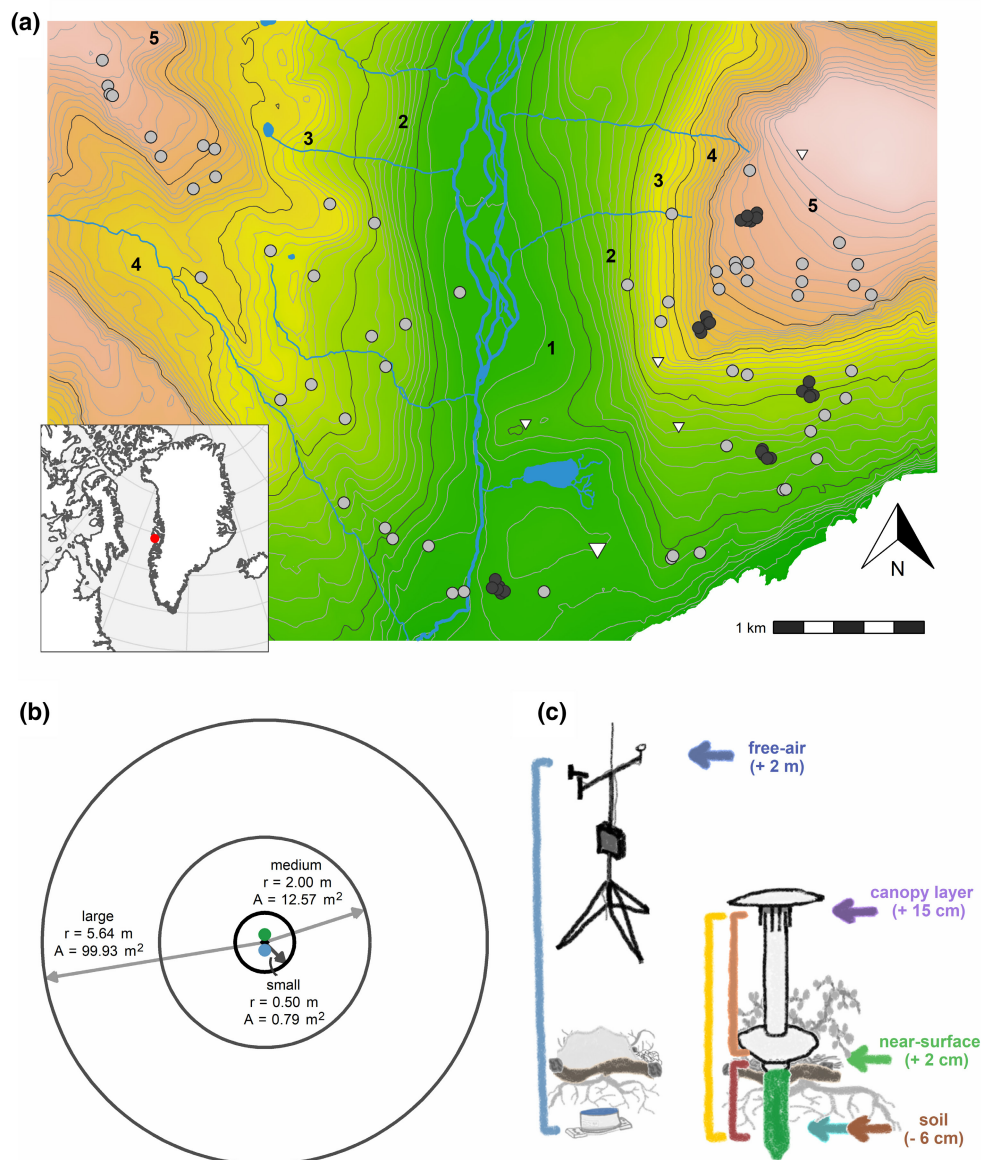 (a)
5
2
3
4
3
5
2
4
1
1 km
N
(b)
(c)
medium
r = 2.00 m
A = 12.57 m²
large
r = 5.64 m
A = 99.93 m²
small
r = 0.50 m
A = 0.79 m²
free-air
(+ 2 m)
canopy layer
(+ 15 cm)
near-surface
(+ 2 cm)
soil
(- 6 cm)